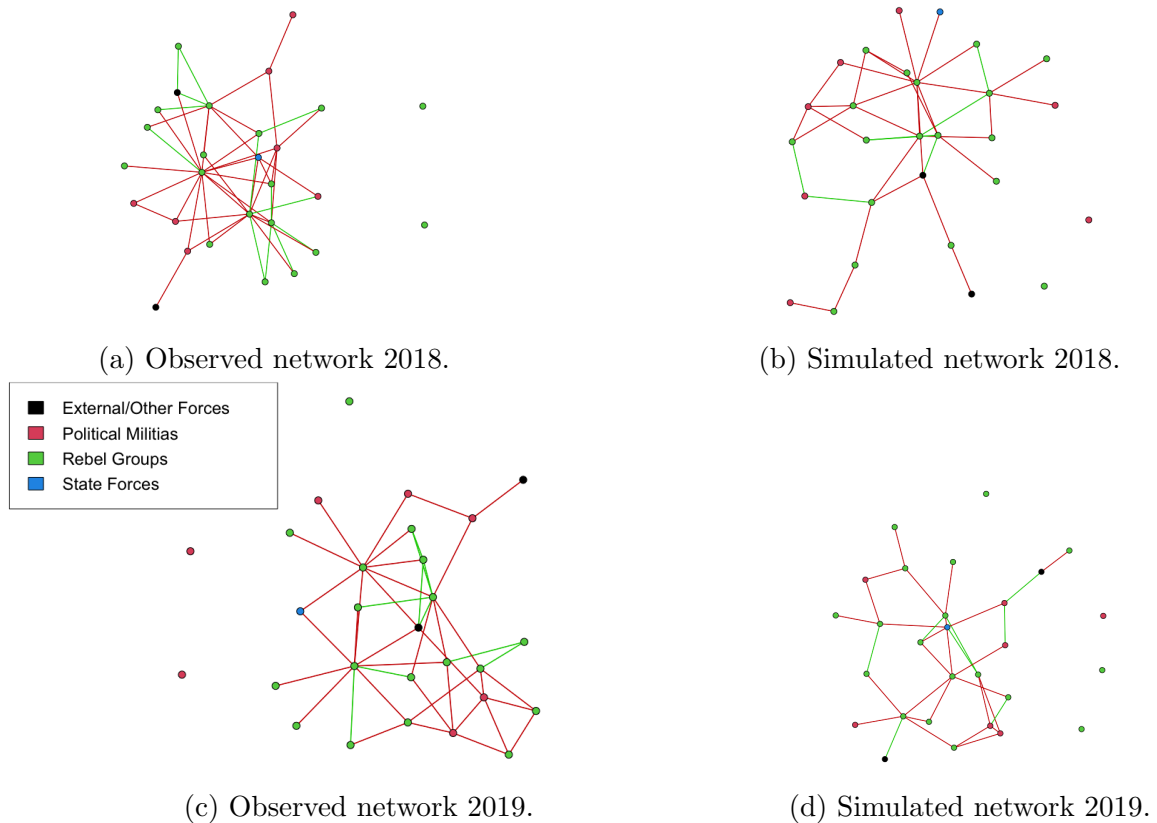 (a) Observed network 2018.
(b) Simulated network 2018.
External/Other Forces
Political Militias
Rebel Groups
State Forces
(c) Observed network 2019.
(d) Simulated network 2019.